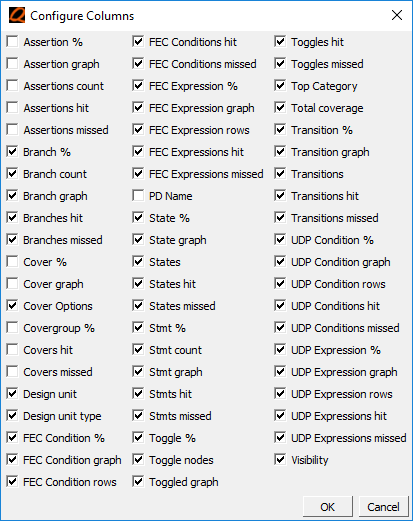 Configure Columns
Assertion %
Assertion graph
Assertions count
Assertions hit
Assertions missed
Branch %
Branch count
Branch graph
Branches hit
Branches missed
Cover %
Cover graph
Cover Options
Covergroup %
Covers hit
Covers missed
Design unit
Design unit type
FEC Condition %
FEC Condition graph
FEC Condition rows
FEC Conditions hit
FEC Conditions missed
FEC Expression %
FEC Expression graph
FEC Expression rows
FEC Expressions hit
FEC Expressions missed
PD Name
State %
State graph
States
States hit
States missed
Stmt %
Stmt count
Stmt graph
Stmts hit
Stmts missed
Toggle %
Toggle nodes
Toggled graph
Toggles hit
Toggles missed
Top Category
Total coverage
Transition %
Transition graph
Transitions
Transitions hit
Transitions missed
UDP Condition %
UDP Condition graph
UDP Condition rows
UDP Conditions hit
UDP Conditions missed
UDP Expression %
UDP Expression graph
UDP Expression rows
UDP Expressions hit
UDP Expressions missed
Visibility
OK
Cancel